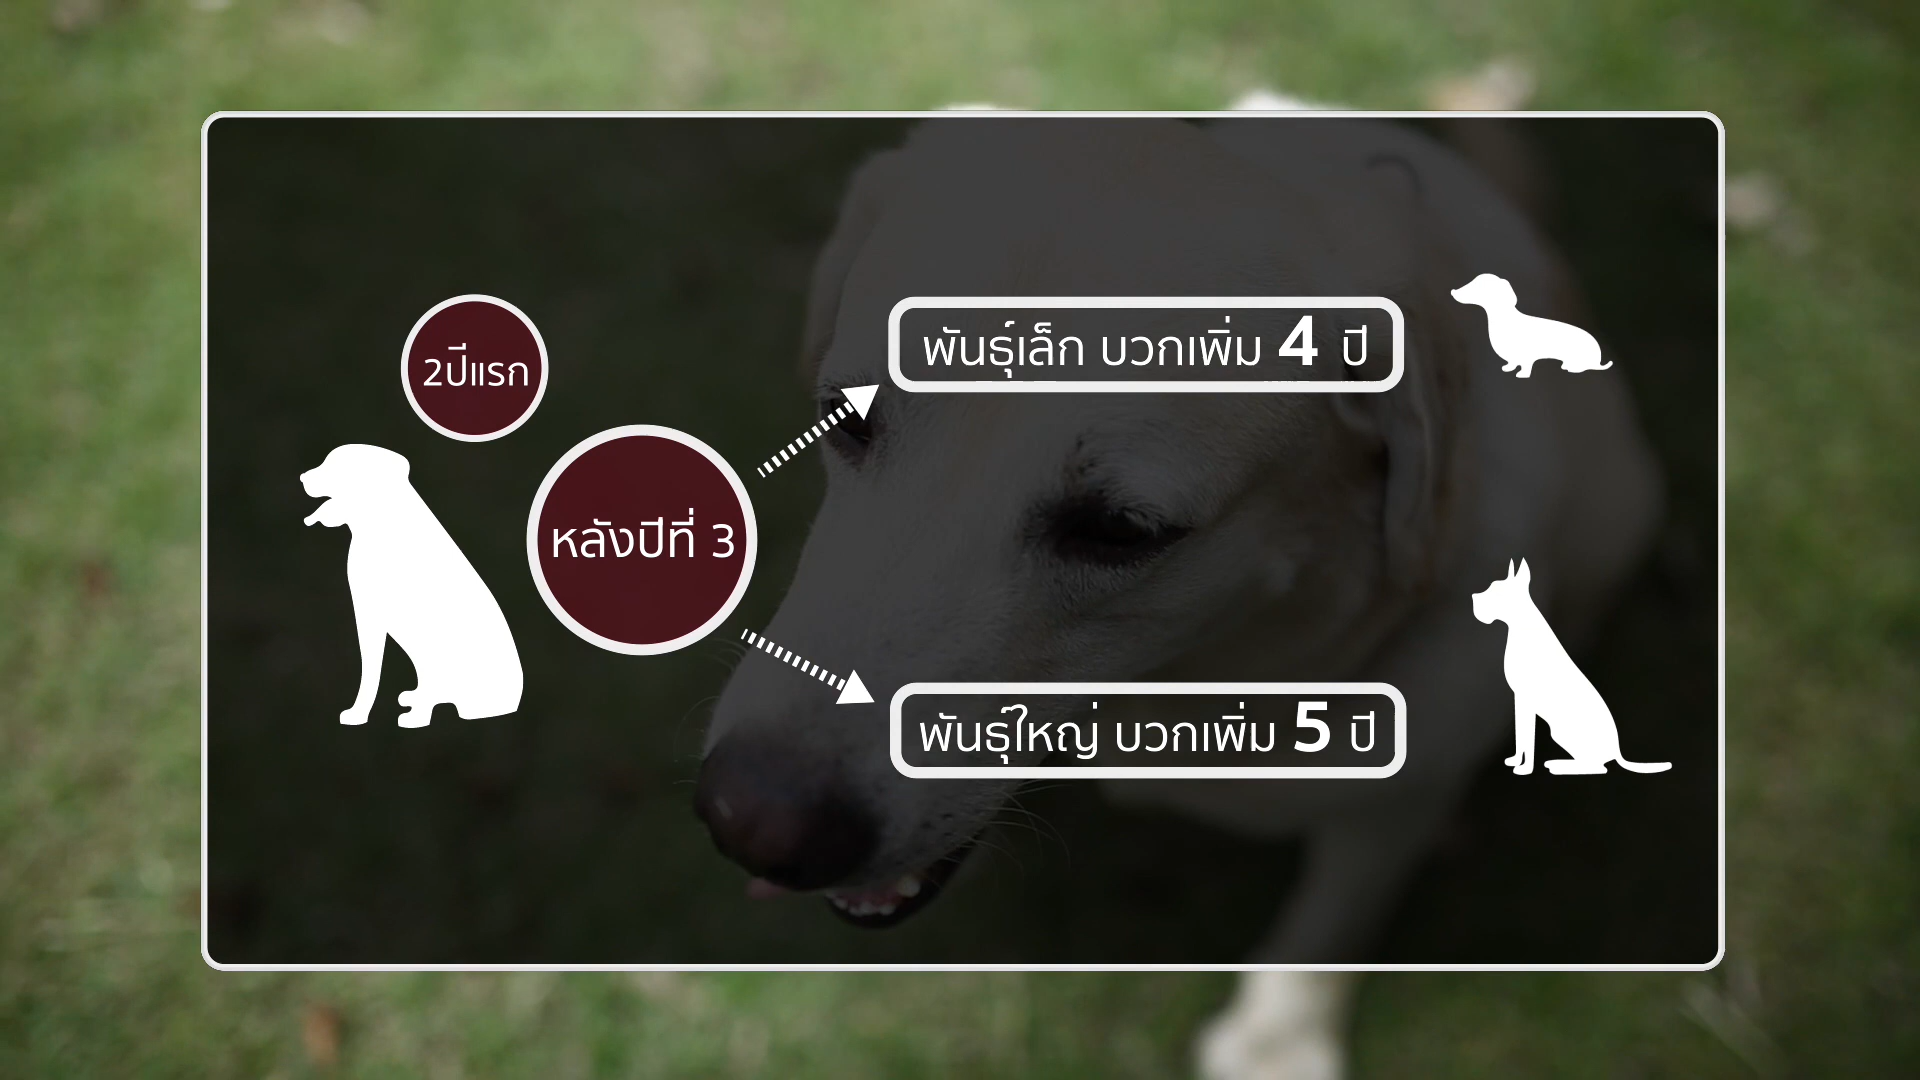 2ปีแรก
หลังปีที่ 3
พันธุ์เล็ก บวกเพิ่ม 4 ปี
พันธุ์ใหญ่ บวกเพิ่ม 5 ปี